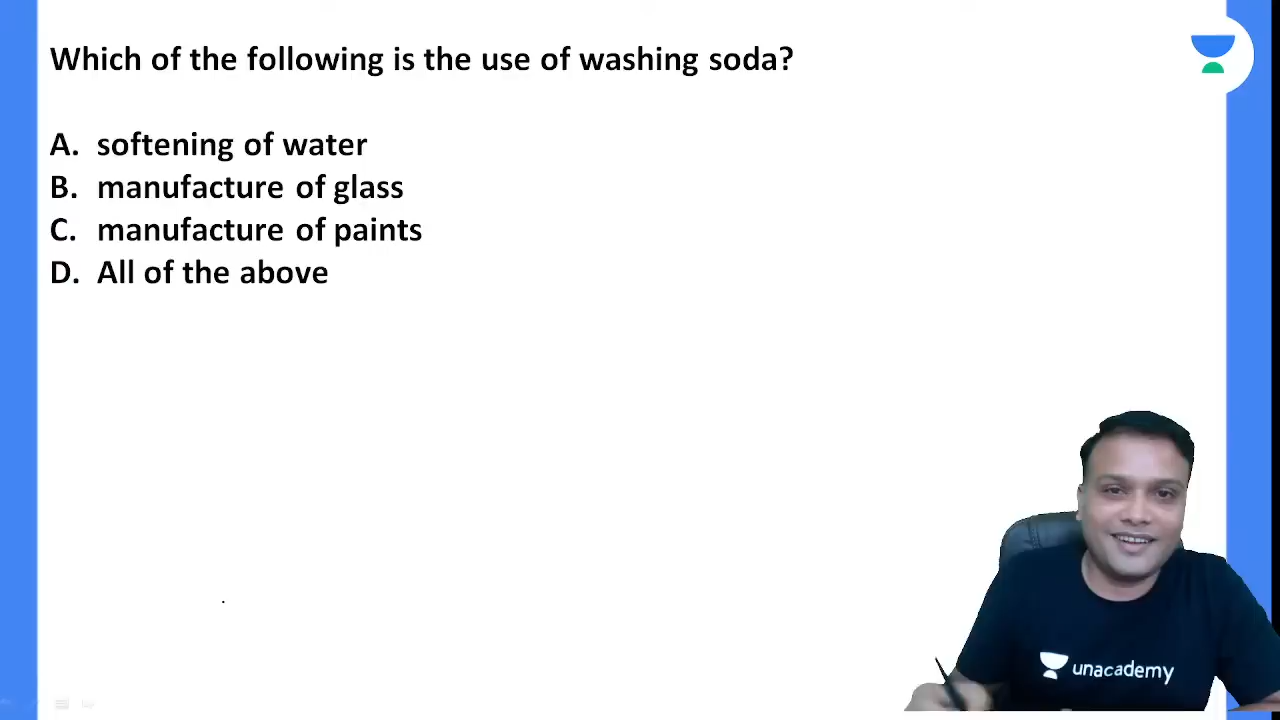 Which of the following is the use of washing soda?
A. softening of water
B. manufacture of glass
C. manufacture of paints
D. All of the above
unacademy